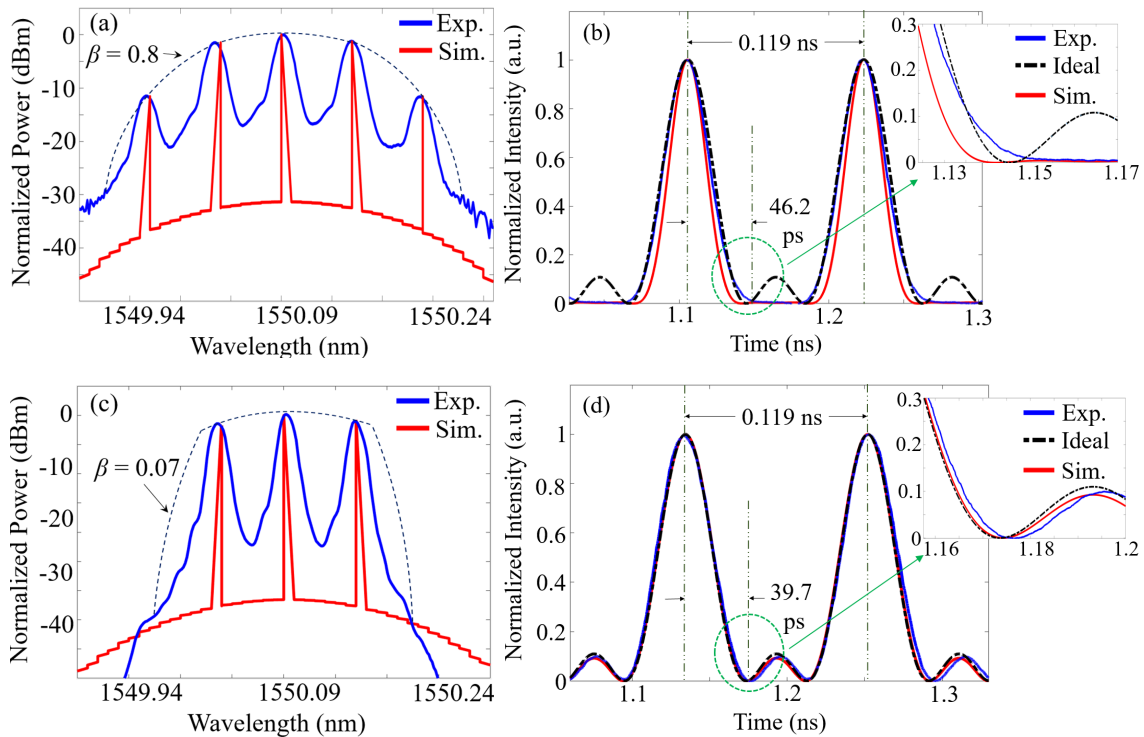 (a)
Exp.
Sim.
β = 0.8
0
-10
-20
-30
-40
Normalized Power (dBm)
1549.94
1550.09
1550.24
Wavelength (nm)
(b)
0.119 ns
46.2
ps
1
0.8
0.6
0.4
0.2
0
Normalized Intensity (a.u.)
1.1
1.2
1.3
Time (ns)
Exp.
Ideal
Sim.
0.3
0.2
0.1
0
1.13
1.15
1.17
(c)
Exp.
Sim.
β = 0.07
0
-10
-20
-30
-40
Normalized Power (dBm)
1549.94
1550.09
1550.24
Wavelength (nm)
(d)
0.119 ns
39.7
ps
1
0.8
0.6
0.4
0.2
0
Normalized Intensity (a.u.)
1.1
1.2
1.3
Time (ns)
Exp.
Ideal
Sim.
0.3
0.2
0.1
0
1.16
1.18
1.2